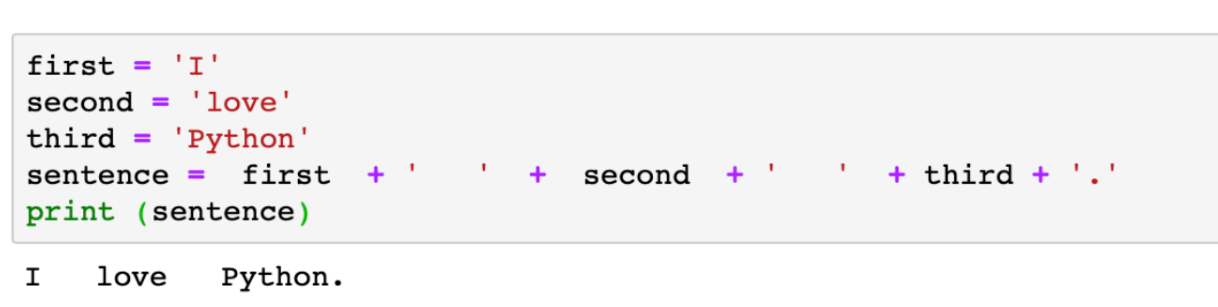 first = 'I'
second = 'love'
third = 'Python'
sentence =  first  + '   '  +  second  + '   '  + third + '.'
print (sentence)
I   love   Python.